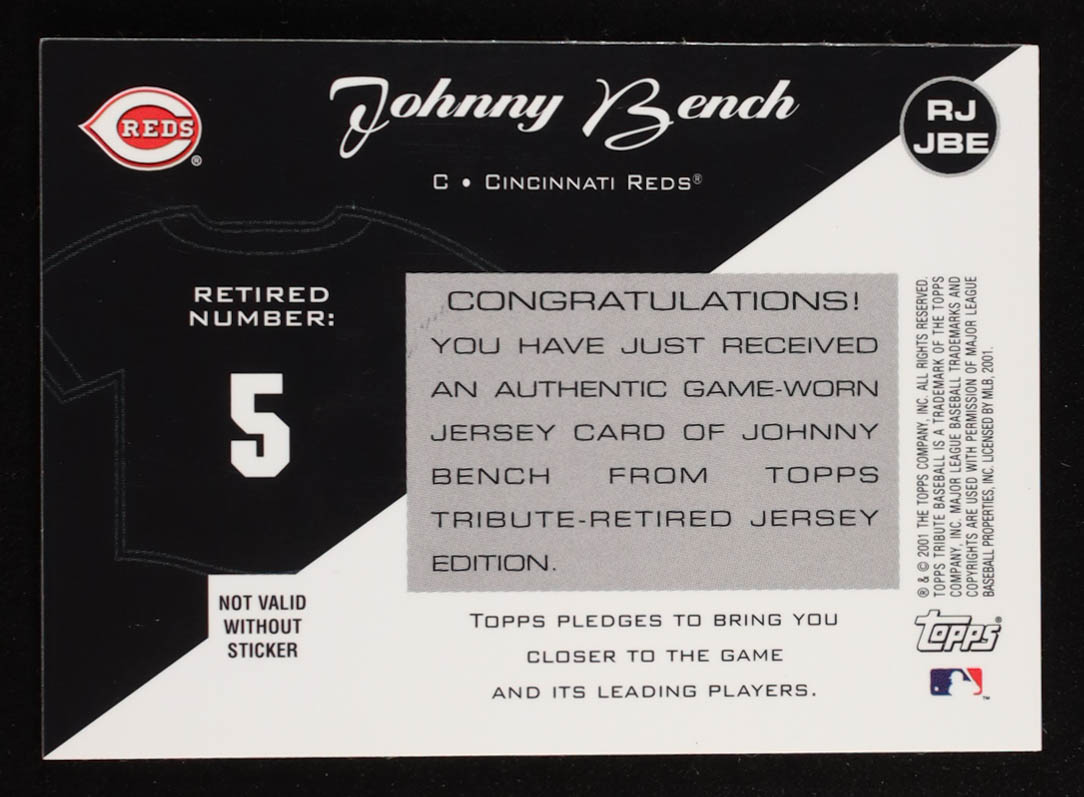 REDS®
Johnny Bench
C • CINCINNATI REDS®
RJ
JBE
RETIRED
NUMBER:
5
CONGRATULATIONS!
YOU HAVE JUST RECEIVED
AN AUTHENTIC GAME-WORN
JERSEY CARD OF JOHNNY
BENCH FROM TOPPS
TRIBUTE-RETIRED JERSEY
EDITION.
NOT VALID
WITHOUT
STICKER
TOPPS PLEDGES TO BRING YOU
CLOSER TO THE GAME
AND ITS LEADING PLAYERS.
® & © 2001 THE TOPPS COMPANY, INC. ALL RIGHTS RESERVED.
TOPPS TRIBUTE BASEBALL IS A TRADEMARK OF THE TOPPS
COMPANY, INC. MAJOR LEAGUE BASEBALL TRADEMARKS AND
COPYRIGHTS ARE USED WITH PERMISSION OF MAJOR LEAGUE
BASEBALL PROPERTIES, INC. LICENSED BY MLB, 2001.
TOPPS®
™